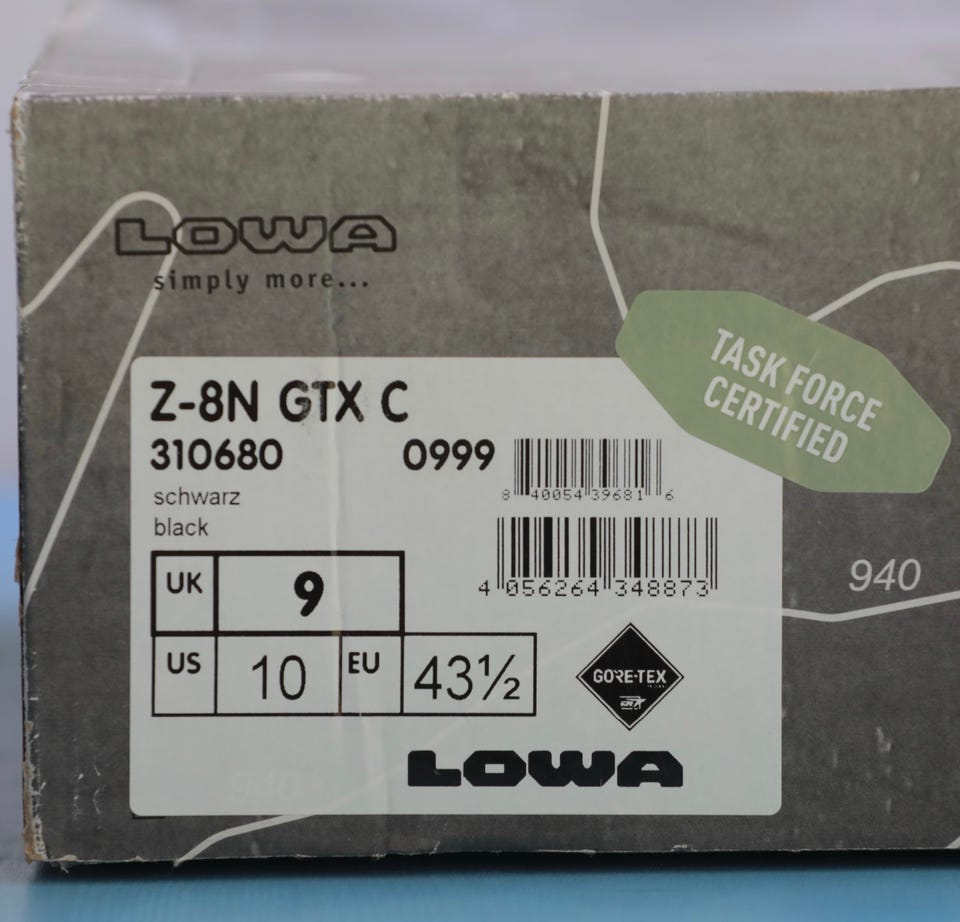 LOWA
simply more...
TASK FORCE
CERTIFIED
Z-8N GTX C
310680 0999
schwarz
black
8 40054 39681 6
4 056264 348873
UK 9
US 10 EU 43½
940
GORE-TEX
LOWA